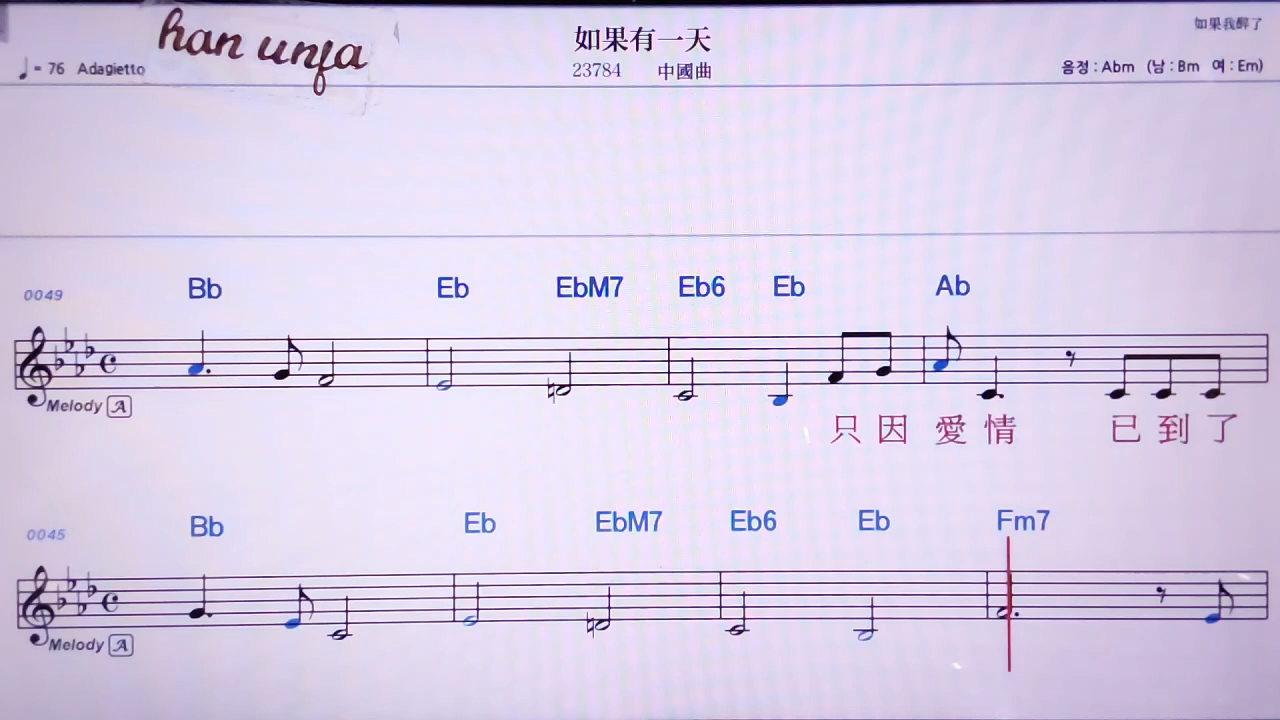 han unfa
如果有一天
如果我醉了
♩= 76 Adagietto
23784 中國曲
음정 : Abm (남 : Bm 여 : Em)
0049 Bb Eb EbM7 Eb6 Eb Ab
Melody A
只因愛情 已到了
0045 Bb Eb EbM7 Eb6 Eb Fm7
Melody A